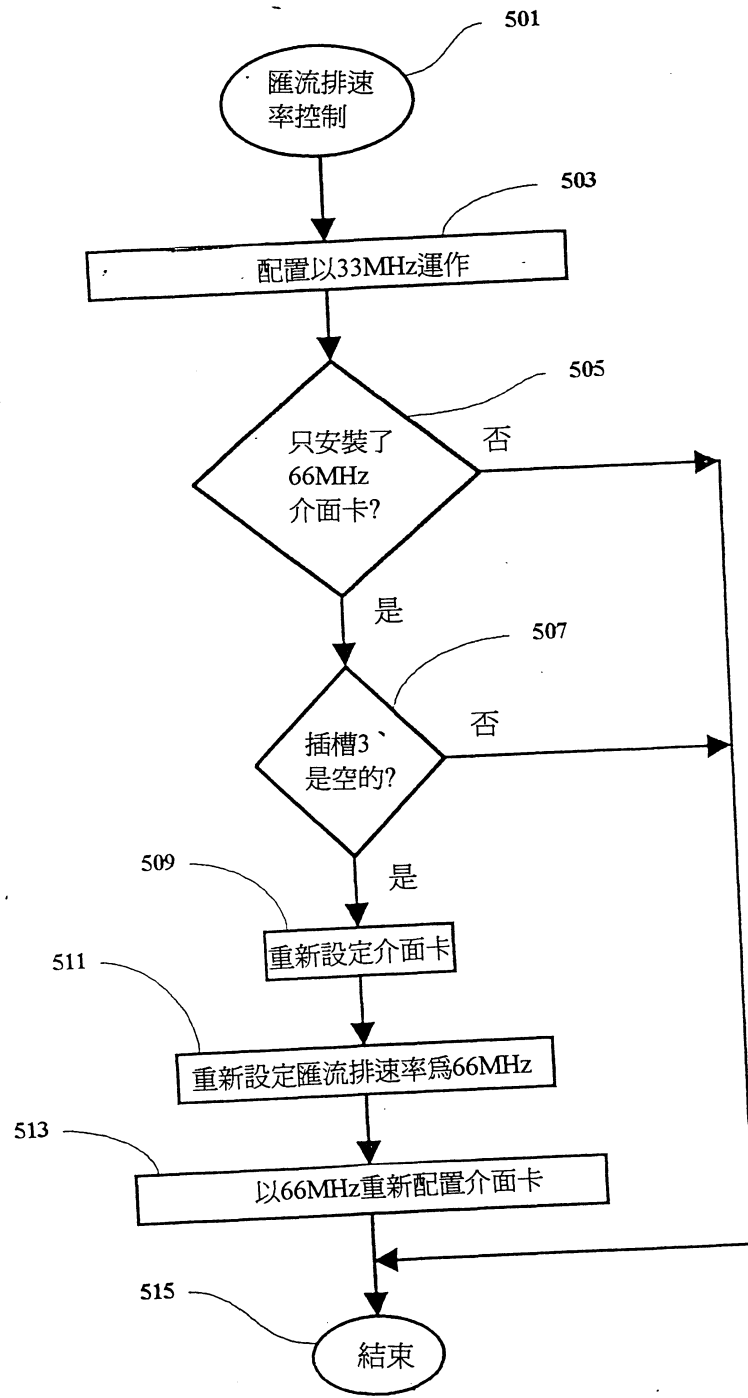 501
匯流排速
率控制
503
配置以33MHz運作
505
只安裝了
66MHz
介面卡?
否
是
507
插槽3、
是空的?
否
509
是
重新設定介面卡
511
重新設定匯流排速率爲66MHz
513
以66MHz重新配置介面卡
515
結束